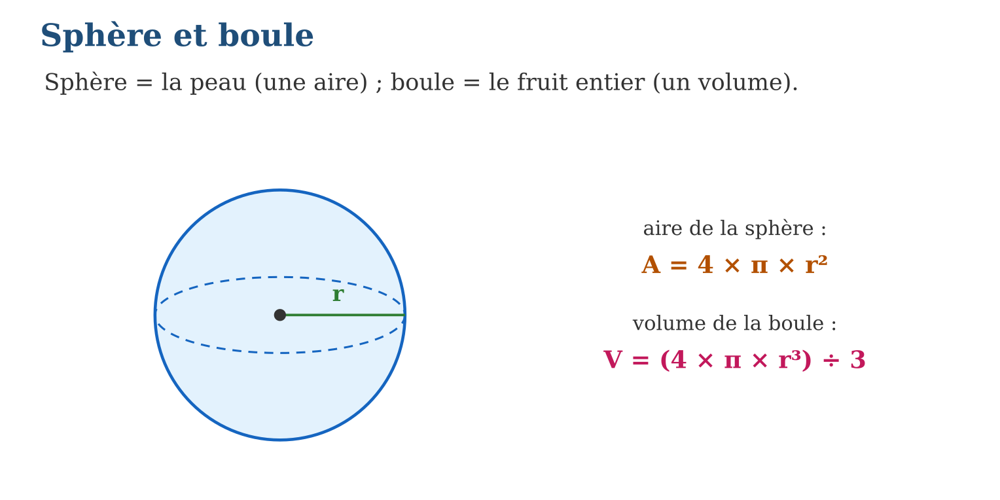 Sphère et boule
Sphère = la peau (une aire) ; boule = le fruit entier (un volume).
r
aire de la sphère :
A = 4 × π × r²
volume de la boule :
V = (4 × π × r³) ÷ 3